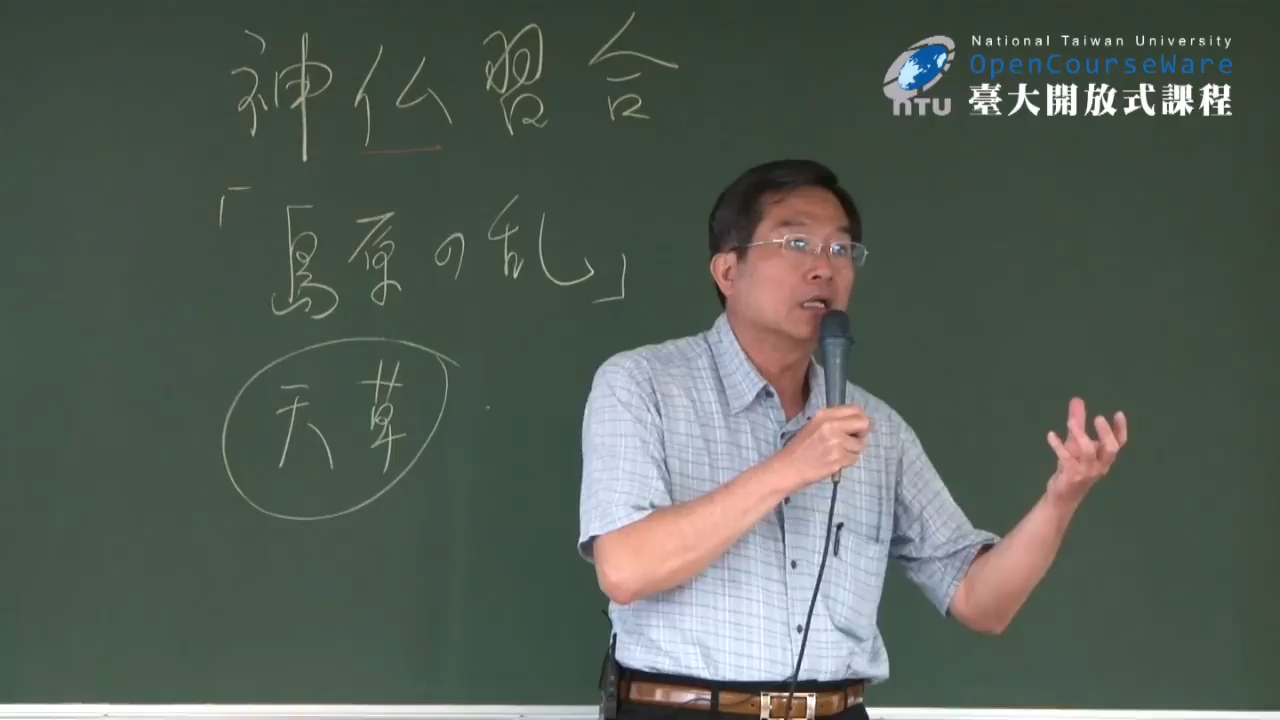 神仏習合
「島原の乱」
天草
National Taiwan University
OpenCourseWare
NTU 臺大開放式課程